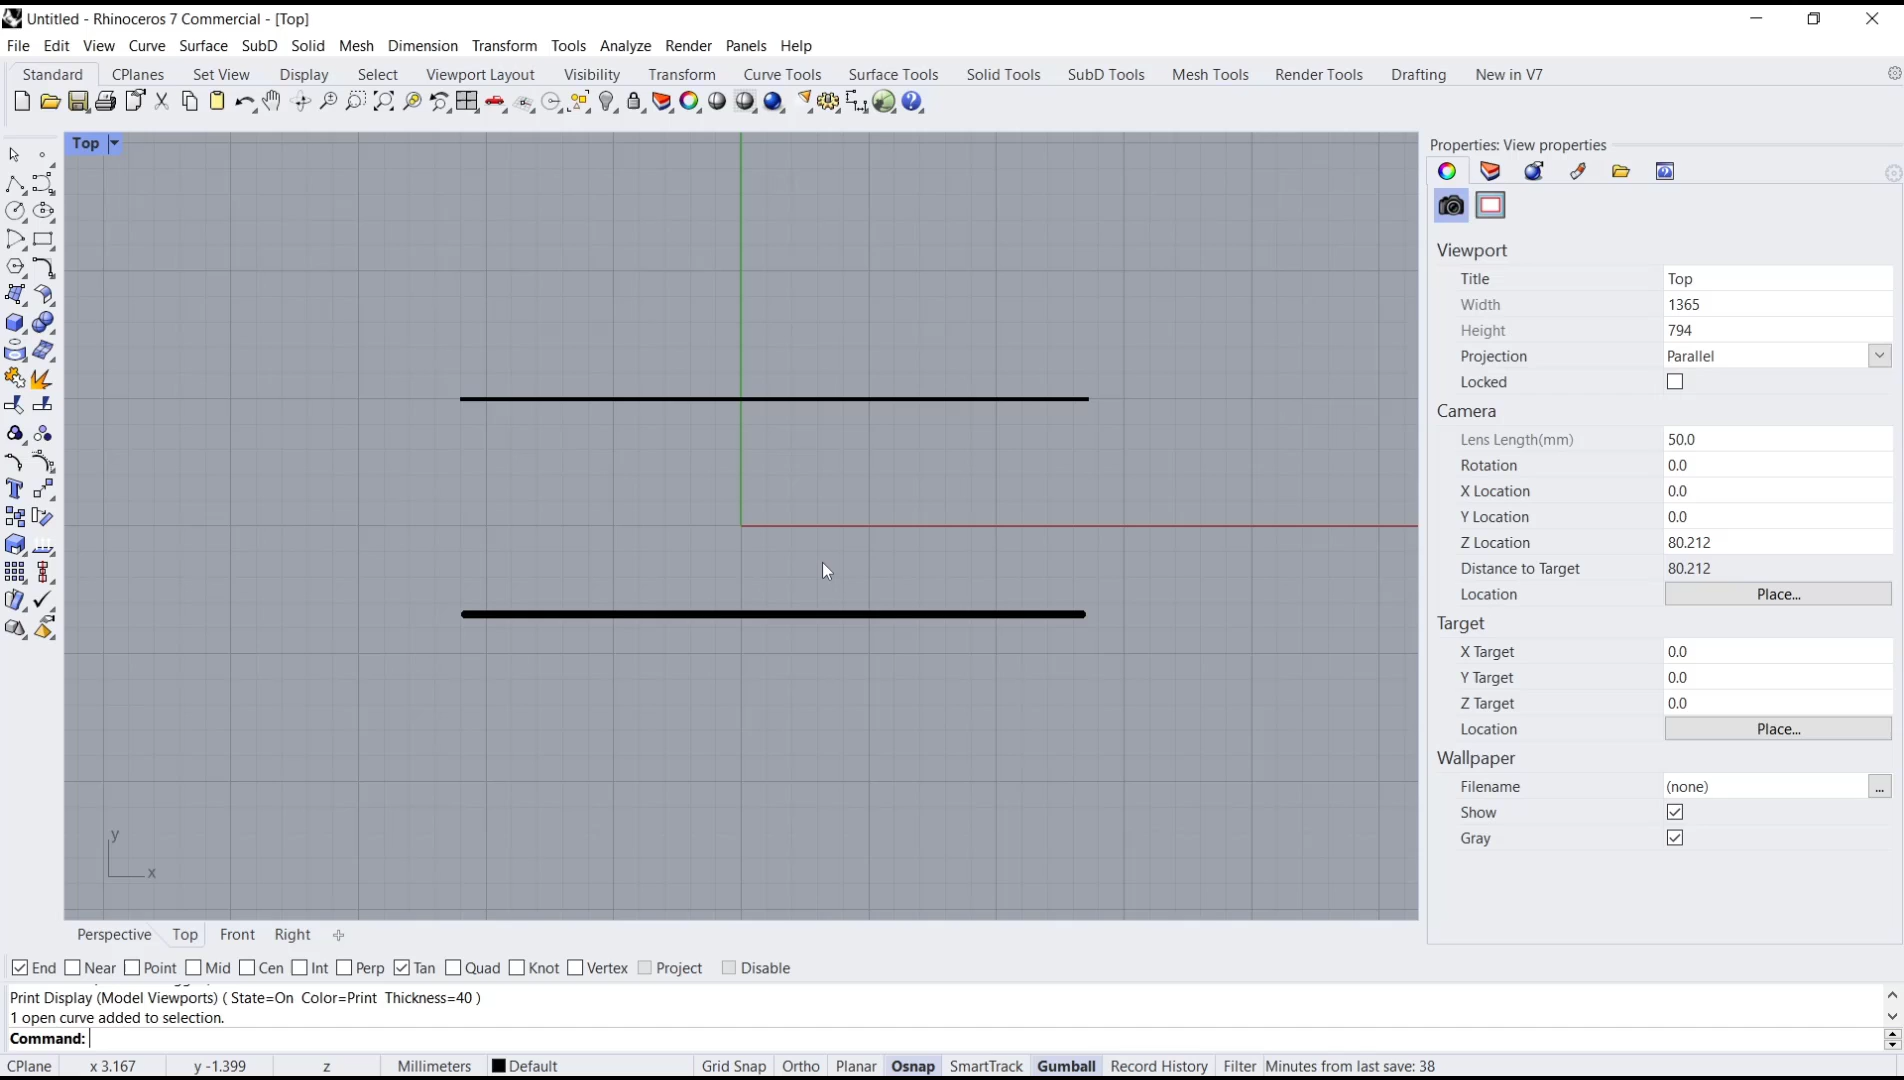 Untitled - Rhinoceros 7 Commercial - [Top]
File Edit View Curve Surface SubD Solid Mesh Dimension Transform Tools Analyze Render Panels Help
Standard CPlanes Set View Display Select Viewport Layout Visibility Transform Curve Tools Surface Tools Solid Tools SubD Tools Mesh Tools Render Tools Drafting New in V7
Top
Properties: View properties
Viewport
Title Top
Width 1365
Height 794
Projection Parallel
Locked
Camera
Lens Length(mm) 50.0
Rotation 0.0
X Location 0.0
Y Location 0.0
Z Location 80.212
Distance to Target 80.212
Location Place...
Target
X Target 0.0
Y Target 0.0
Z Target 0.0
Location Place...
Wallpaper
Filename (none) ...
Show
Gray
y
x
Perspective Top Front Right
End Near Point Mid Cen Int Perp Tan Quad Knot Vertex Project Disable
Print Display (Model Viewports) ( State=On Color=Print Thickness=40 )
1 open curve added to selection.
Command:
CPlane x 3.167 y -1.399 z Millimeters Default Grid Snap Ortho Planar Osnap SmartTrack Gumball Record History Filter Minutes from last save: 38